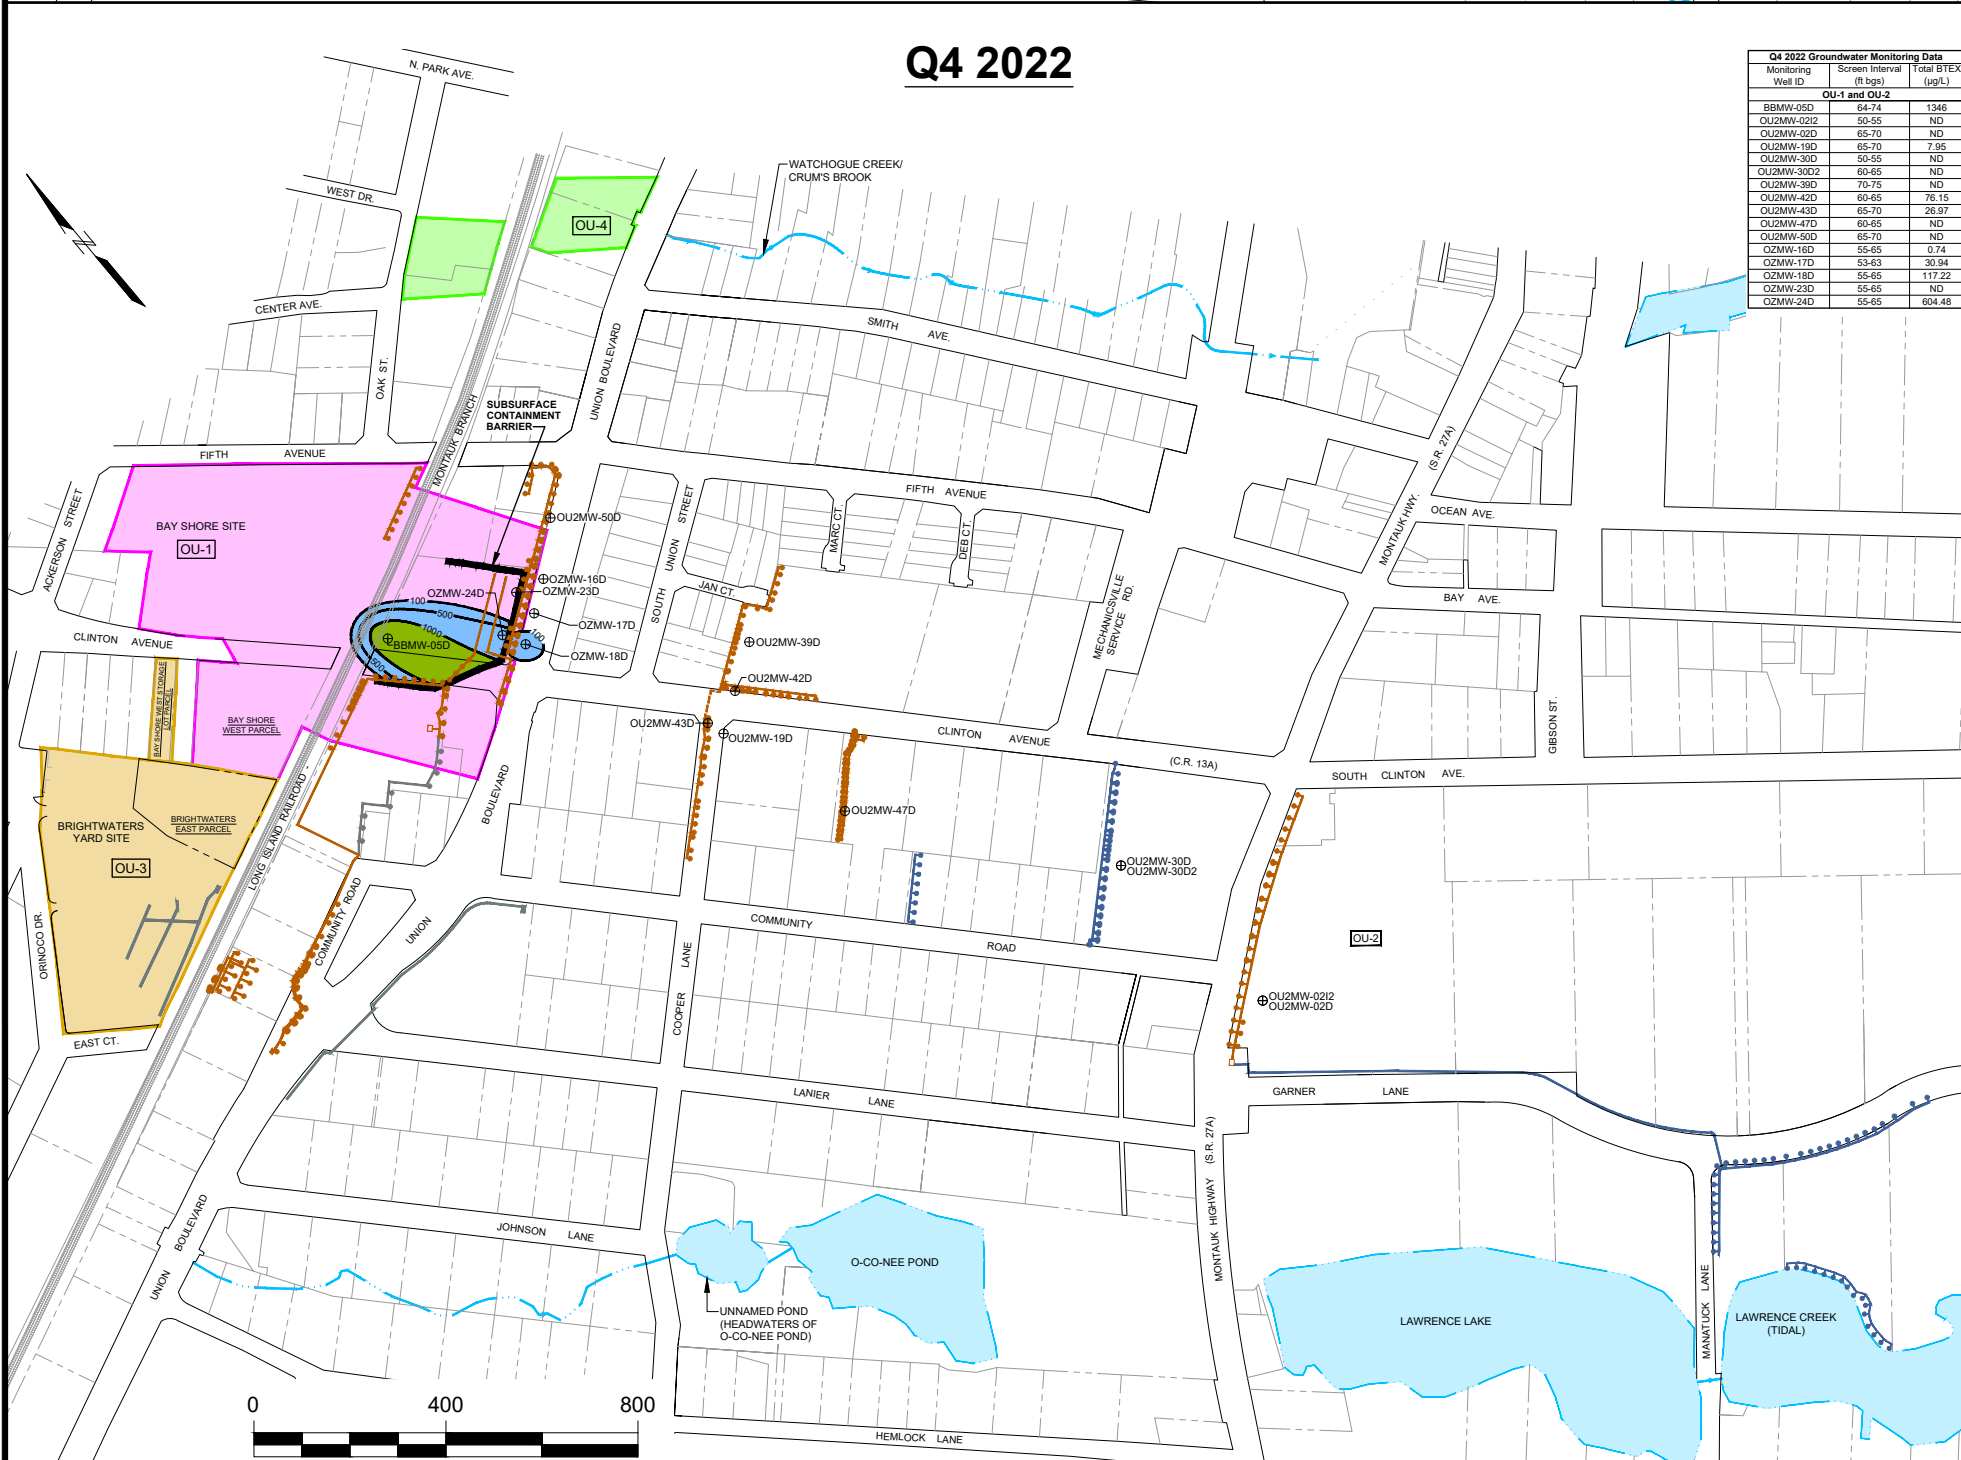 Q4 2022
Q4 2022 Groundwater Monitoring Data
Monitoring Well ID Screen Interval (ft bgs) Total BTEX (µg/L)
OU-1 and OU-2
BBMW-05D 64-74 1346
OU2MW-02I2 50-55 ND
OU2MW-02D 65-70 ND
OU2MW-19D 65-70 7.95
OU2MW-30D 50-55 ND
OU2MW-30D2 60-65 ND
OU2MW-39D 70-75 ND
OU2MW-42D 60-65 76.15
OU2MW-43D 65-70 26.97
OU2MW-47D 60-65 ND
OU2MW-50D 65-70 ND
OZMW-16D 55-65 0.74
OZMW-17D 53-63 30.94
OZMW-18D 55-65 117.22
OZMW-23D 55-65 ND
OZMW-24D 55-65 604.48
N. PARK AVE.
WATCHOGUE CREEK/
CRUM'S BROOK
WEST DR.
OU-4
N
CENTER AVE.
SMITH AVE.
OAK ST.
UNION BOULEVARD
MONTAUK BRANCH
SUBSURFACE
CONTAINMENT
BARRIER
FIFTH AVENUE
MONTAUK HWY. (S.R. 27A)
FIFTH AVENUE
OCEAN AVE.
ACKERSON STREET
BAY SHORE SITE
OU-1
OU2MW-50D
SOUTH UNION STREET
MARC CT.
DEB CT.
OZMW-16D
OZMW-24D
OZMW-23D
JAN CT.
BAY AVE.
MECHANICSVILLE
SERVICE RD.
100
500
1000
500
100
OZMW-17D
CLINTON AVENUE
BBMW-05D
OZMW-18D
OU2MW-39D
OU2MW-42D
BAY SHORE WEST STORAGE
LOT PARCEL
BAY SHORE
WEST PARCEL
OU2MW-43D
OU2MW-19D
CLINTON AVENUE
(C.R. 13A)
GIBSON ST.
SOUTH CLINTON AVE.
BOULEVARD
LONG ISLAND RAILROAD
BRIGHTWATERS
YARD SITE
BRIGHTWATERS
EAST PARCEL
OU2MW-47D
OU-3
OU2MW-30D
OU2MW-30D2
ORINOCO DR.
COMMUNITY ROAD
UNION
COMMUNITY ROAD
OU-2
COOPER LANE
OU2MW-02I2
OU2MW-02D
EAST CT.
LANIER LANE
GARNER LANE
MONTAUK HIGHWAY (S.R. 27A)
UNION BOULEVARD
JOHNSON LANE
O-CO-NEE POND
UNNAMED POND
(HEADWATERS OF
O-CO-NEE POND)
LAWRENCE LAKE
MANATUCK LANE
LAWRENCE CREEK
(TIDAL)
0 400 800
HEMLOCK LANE